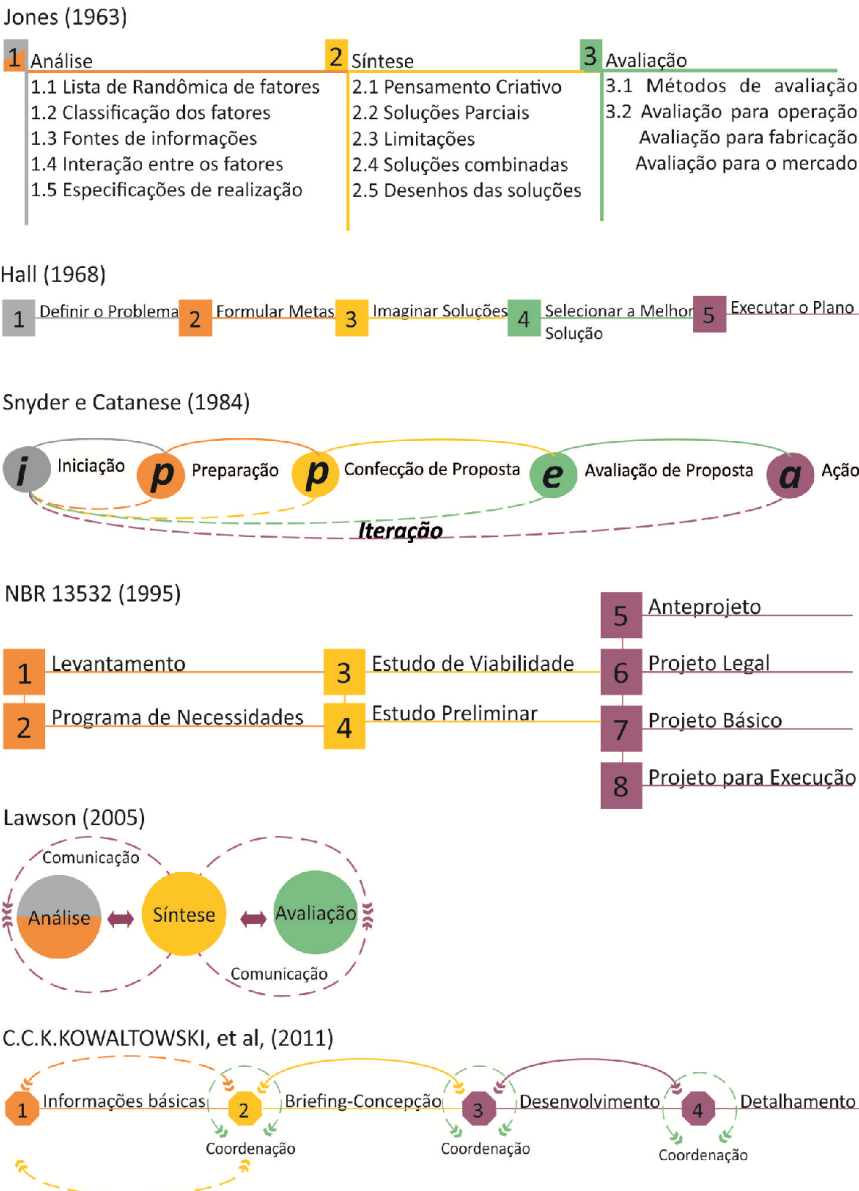 Jones (1963)
1 Análise
1.1 Lista de Randômica de fatores
1.2 Classificação dos fatores
1.3 Fontes de informações
1.4 Interação entre os fatores
1.5 Especificações de realização
2 Síntese
2.1 Pensamento Criativo
2.2 Soluções Parciais
2.3 Limitações
2.4 Soluções combinadas
2.5 Desenhos das soluções
3 Avaliação
3.1 Métodos de avaliação
3.2 Avaliação para operação
Avaliação para fabricação
Avaliação para o mercado
Hall (1968)
1 Definir o Problema
2 Formular Metas
3 Imaginar Soluções
4 Selecionar a Melhor
Solução
5 Executar o Plano
Snyder e Catanese (1984)
i Iniciação
p Preparação
p Confecção de Proposta
e Avaliação de Proposta
a Ação
Iteração
NBR 13532 (1995)
1 Levantamento
2 Programa de Necessidades
3 Estudo de Viabilidade
4 Estudo Preliminar
5 Anteprojeto
6 Projeto Legal
7 Projeto Básico
8 Projeto para Execução
Lawson (2005)
Comunicação
Análise
Síntese
Avaliação
Comunicação
C.C.K.KOWALTOWSKI, et al, (2011)
1 Informações básicas
2 Briefing-Concepção
3 Desenvolvimento
4 Detalhamento
Coordenação
Coordenação
Coordenação